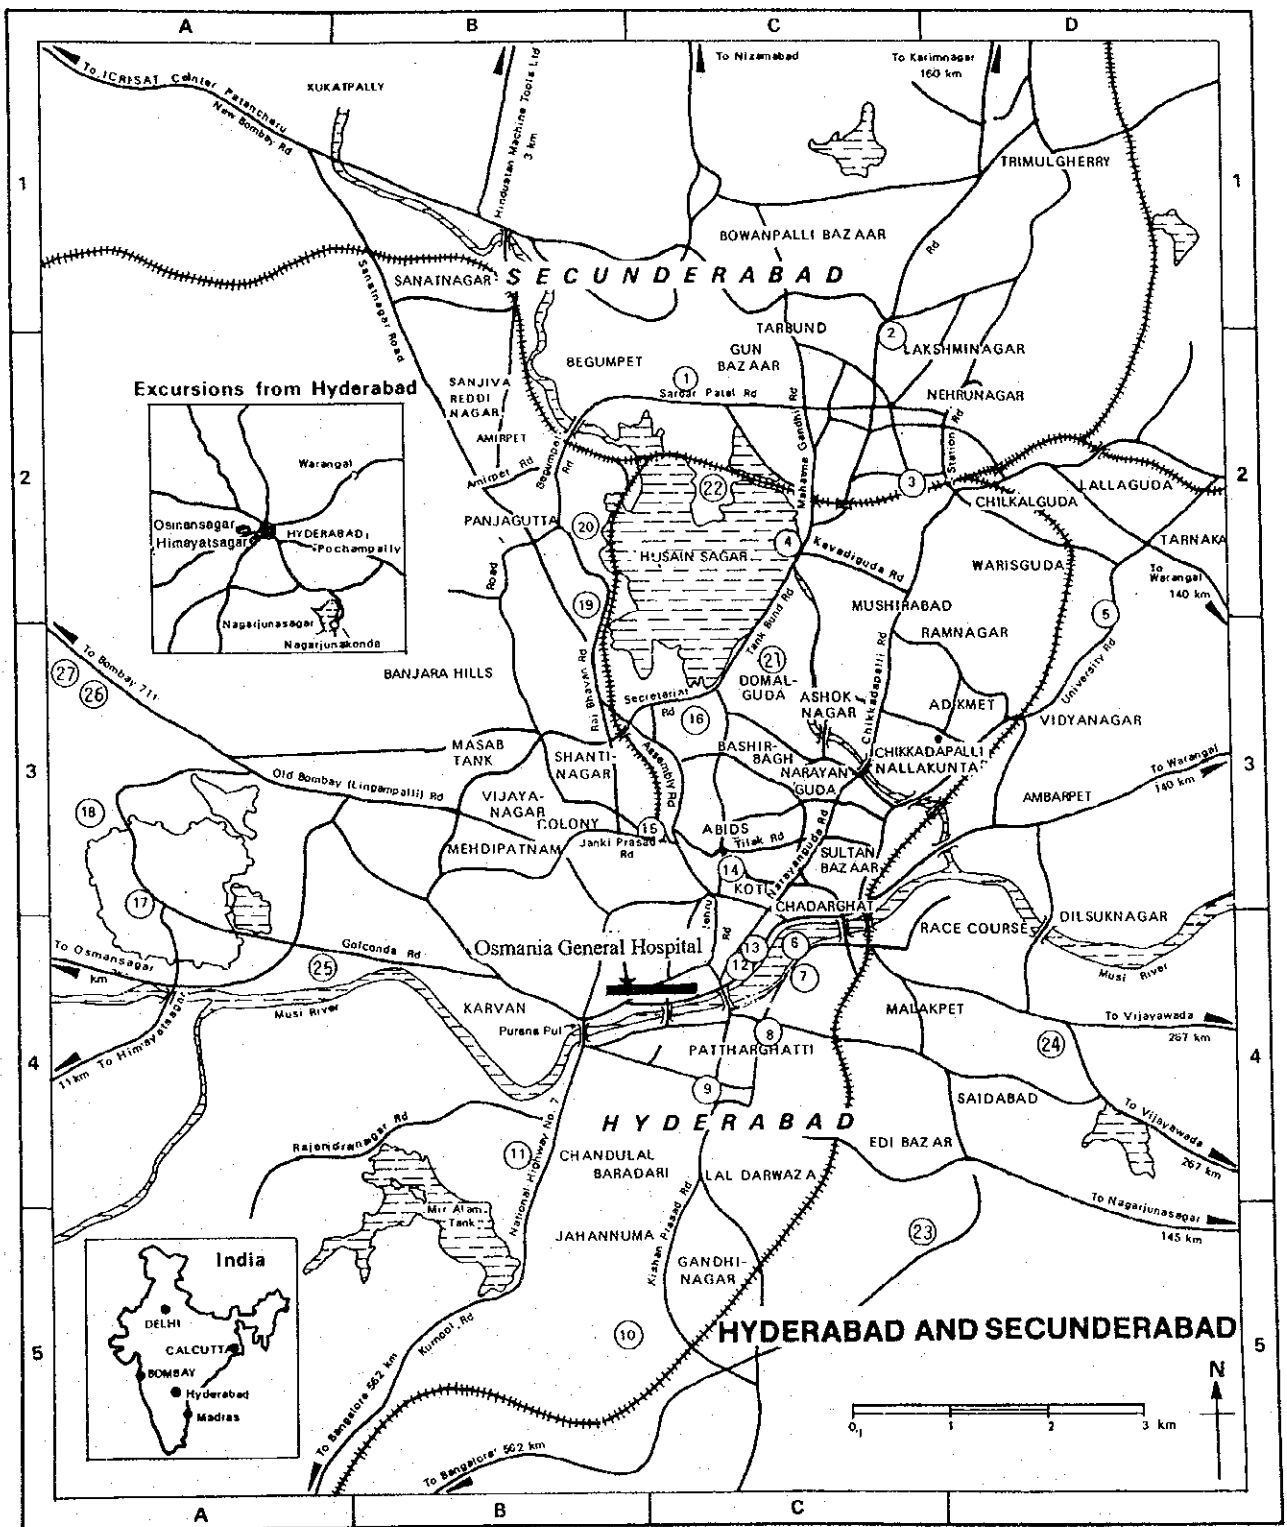 A B C D
To ICRISAT Center Patancheru
New Bombay Rd
KUKATPALLY
Hindustan Machine Tools Ltd
3 km
To Nizamabad
To Karimnagar
160 km
TRIMULGHERRY
1
1
BOWANPALLI BAZAAR
Rd
SECUNDERABAD
SANATNAGAR
Sanatnagar Road
TARBUND
2
LAKSHMINAGAR
GUN
BAZAAR
BEGUMPET
1
Sardar Patel Rd
NEHRUNAGAR
SANJIVA
REDDI
NAGAR
AMIRPET
Amirpet Rd
Begumpet
Rd
Mahatma Gandhi Rd
Station Rd
Excursions from Hyderabad
Warangal
Osmansagar
Himayatsagar
HYDERABAD
Pochampally
Nagarjunasagar
Nagarjunakonda
2
2
22
3
CHILKALGUDA
LALLAGUDA
PANJAGUTTA
20
HUSAIN SAGAR
4
Kavadiguda Rd
TARNAKA
WARISGUDA
To
Warangal
140 km
Road
19
Tank Bund Rd
MUSHIRABAD
5
RAMNAGAR
To Bombay 711
27
26
BANJARA HILLS
Raj Bhavan Rd
Secretariat
Rd
21
DOMAL-
GUDA
ASHOK
NAGAR
Chikkadapalli Rd
ADIKMET
University Rd
VIDYANAGAR
16
MASAB
TANK
SHANTI-
NAGAR
Assembly Rd
BASHIR-
BAGH
NARAYAN
GUDA
CHIKKADAPALLI
NALLAKUNTA
To Warangal
140 km
3
3
Old Bombay (Lingampalli) Rd
VIJAYA-
NAGAR
COLONY
AMBARPET
18
MEHDIPATNAM
Janki Prasad
Rd
15
ABIDS
Tilak Rd
Narayanguda Rd
SULTAN
BAZAAR
14
KOTI
17
CHADARGHAT
Nehru
Rd
RACE COURSE
DILSUKNAGAR
To Osmansagar
km
Golconda Rd
25
Osmania General Hospital
13
12
6
7
Musi River
Musi River
KARVAN
Purana Pul
MALAKPET
To Vijayawada
267 km
11 km To Himayatsagar
8
PATTHARGHATTI
24
4
4
9
SAIDABAD
To Vijayawada
267 km
HYDERABAD
EDI BAZAR
Rajendranagar Rd
11
National Highway No. 7
CHANDULAL
BARADARI
LAL DARWAZA
To Nagarjunasagar
145 km
Mir Alam
Tank
JAHANNUMA
Kishan Prasad Rd
23
GANDHI-
NAGAR
India
DELHI
CALCUTTA
BOMBAY
Hyderabad
Madras
5
5
Kurnool Rd
10
HYDERABAD AND SECUNDERABAD
N
To Bangalore 562 km
To Bangalore 562 km
0 1 2 3 km
A B C